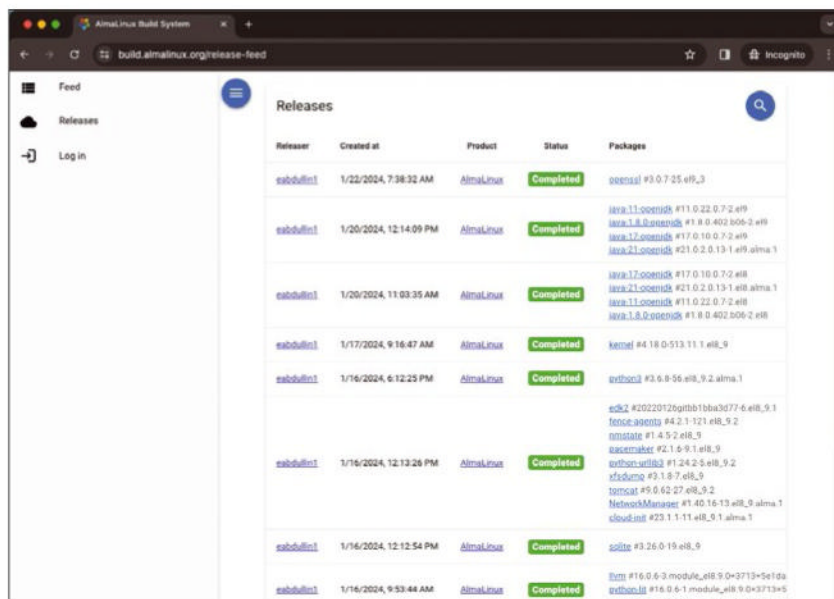 AlmaLinux Build System
build.almalinux.org/release-feed
Incognito
Feed
Releases
Log in
Releases
Releaser Created at Product Status Packages
eabdullin1 1/22/2024, 7:38:32 AM AlmaLinux Completed openssl #3.0.7-25.el9_3
eabdullin1 1/20/2024, 12:14:09 PM AlmaLinux Completed
java:11-openjdk #11.0.22.0.7-2.el9
java:1.8.0-openjdk #1.8.0.402.b06-2.el9
java:17-openjdk #17.0.10.0.7-2.el9
java:21-openjdk #21.0.2.0.13-1.el9.alma.1
eabdullin1 1/20/2024, 11:03:35 AM AlmaLinux Completed
java:17-openjdk #17.0.10.0.7-2.el8
java:21-openjdk #21.0.2.0.13-1.el8.alma.1
java:11-openjdk #11.0.22.0.7-2.el8
java:1.8.0-openjdk #1.8.0.402.b06-2.el8
eabdullin1 1/17/2024, 9:16:47 AM AlmaLinux Completed kernel #4.18.0-513.11.1.el8_9
eabdullin1 1/16/2024, 6:12:25 PM AlmaLinux Completed python3 #3.6.8-56.el8_9.2.alma.1
eabdullin1 1/16/2024, 12:13:26 PM AlmaLinux Completed
edk2 #20220126gitbb1bba3d77-6.el8_9.1
fence-agents #4.2.1-121.el8_9.2
nmstate #1.4.5-2.el8_9
pacemaker #2.1.6-9.1.el8_9
python-urllib3 #1.24.2-5.el8_9.2
xfsdump #3.1.8-7.el8_9
tomcat #9.0.62-27.el8_9.2
NetworkManager #1.40.16-13.el8_9.alma.1
cloud-init #23.1.1-11.el8_9.1.alma.1
eabdullin1 1/16/2024, 12:12:54 PM AlmaLinux Completed sqlite #3.26.0-19.el8_9
eabdullin1 1/16/2024, 9:53:44 AM AlmaLinux Completed
llvm #16.0.6-3.module_el8.9.0+3713+5e1da
python-lit #16.0.6-1.module_el8.9.0+3713+5